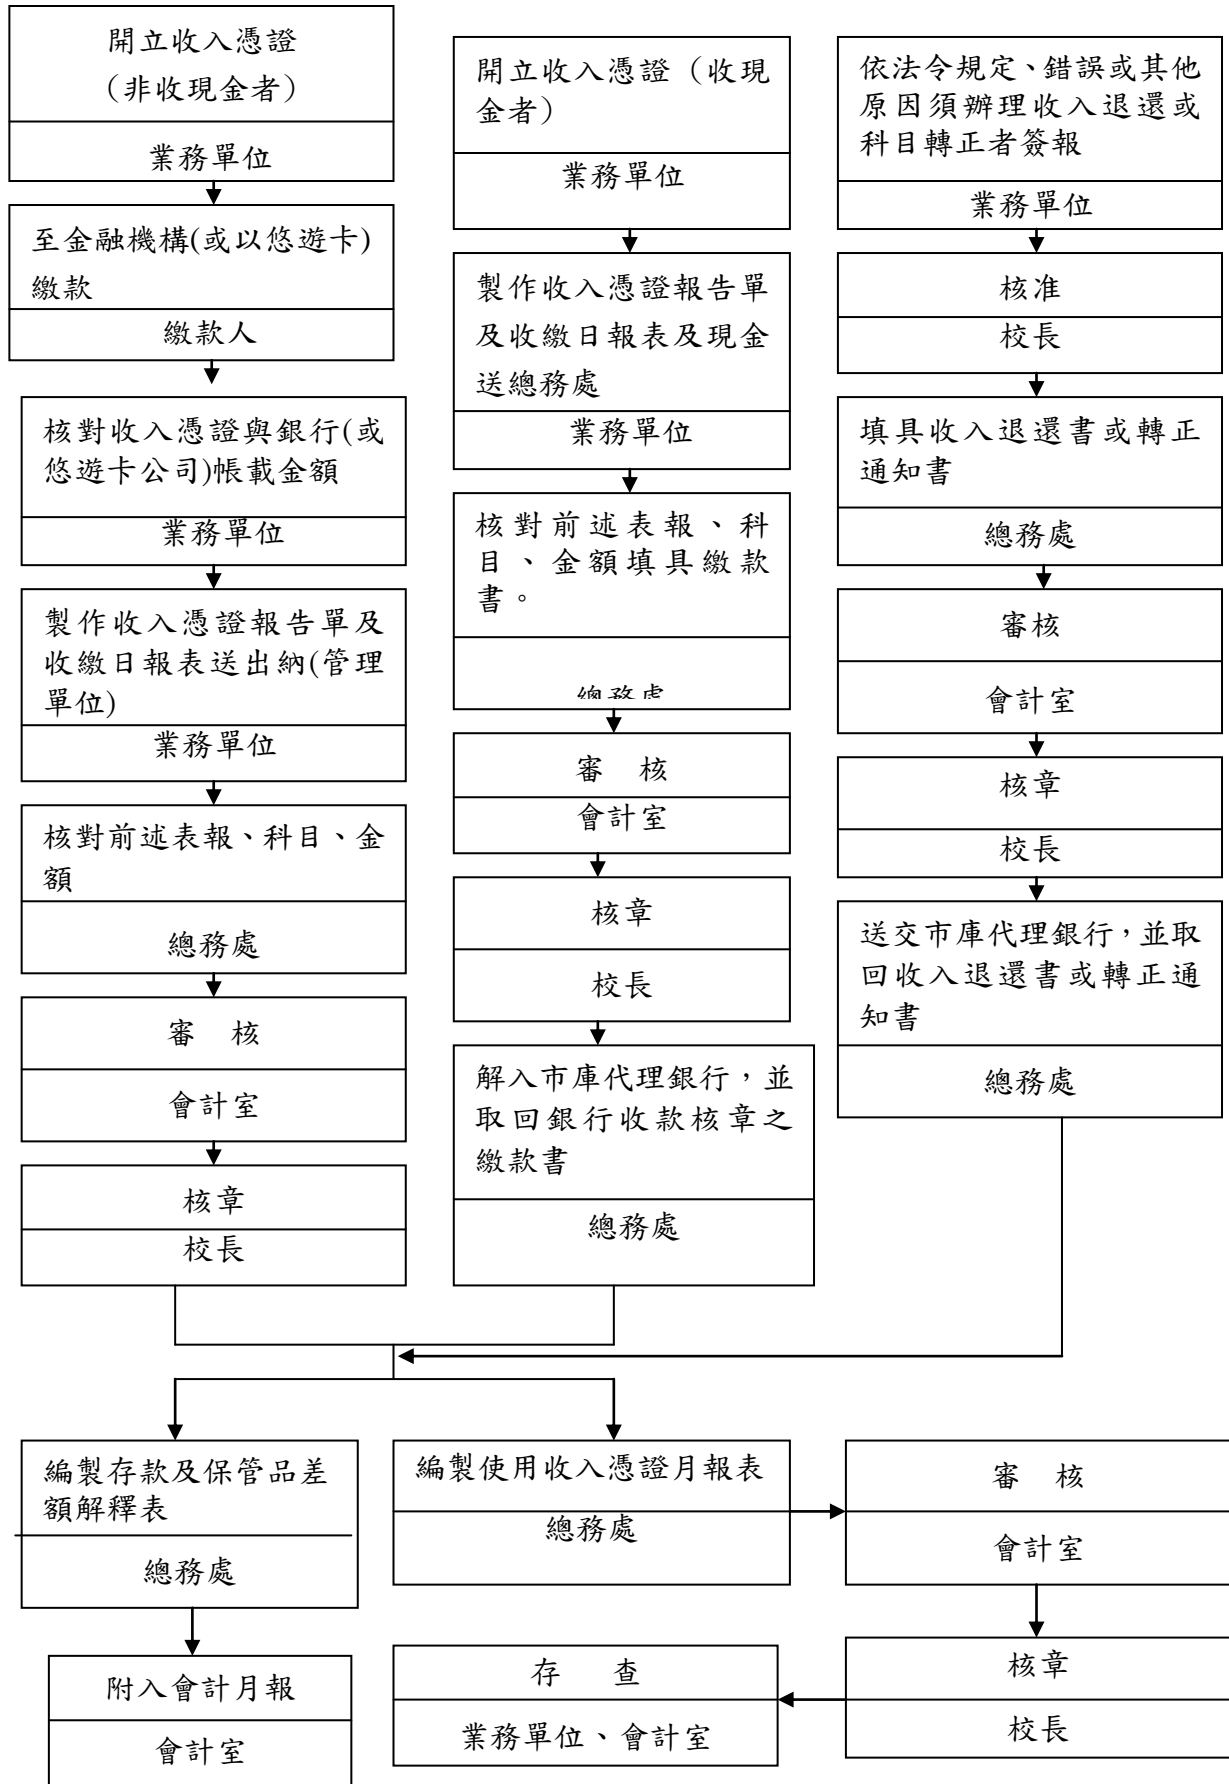 開立收入憑證
（非收現金者）
業務單位
至金融機構(或以悠遊卡)
繳款
繳款人
核對收入憑證與銀行(或
悠遊卡公司)帳載金額
業務單位
製作收入憑證報告單及
收繳日報表送出納(管理
單位)
業務單位
核對前述表報、科目、金
額
總務處
審　核
會計室
核章
校長
開立收入憑證（收現
金者）
業務單位
製作收入憑證報告單
及收繳日報表及現金
送總務處
業務單位
核對前述表報、科
目、金額填具繳款
書。
總務處
審　核
會計室
核章
校長
解入市庫代理銀行，並
取回銀行收款核章之
繳款書
總務處
依法令規定、錯誤或其他
原因須辦理收入退還或
科目轉正者簽報
業務單位
核准
校長
填具收入退還書或轉正
通知書
總務處
審核
會計室
核章
校長
送交市庫代理銀行，並取
回收入退還書或轉正通
知書
總務處
編製存款及保管品差
額解釋表
總務處
附入會計月報
會計室
編製使用收入憑證月報表
總務處
審　核
會計室
核章
校長
存　查
業務單位、會計室